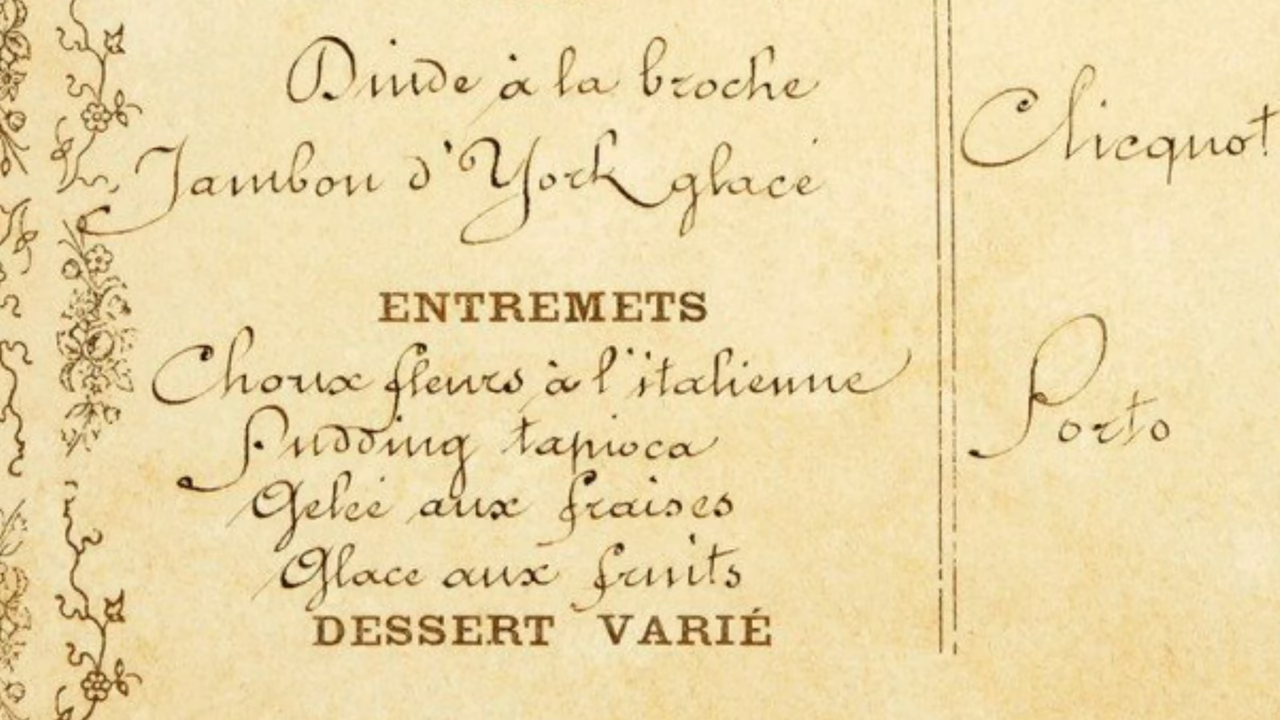 Dinde à la broche
Jambon d'York glacé
Clicquot
ENTREMETS
Choux fleurs à l'italienne
Pudding tapioca
Porto
Gelée aux fraises
Glace aux fruits
DESSERT VARIÉ